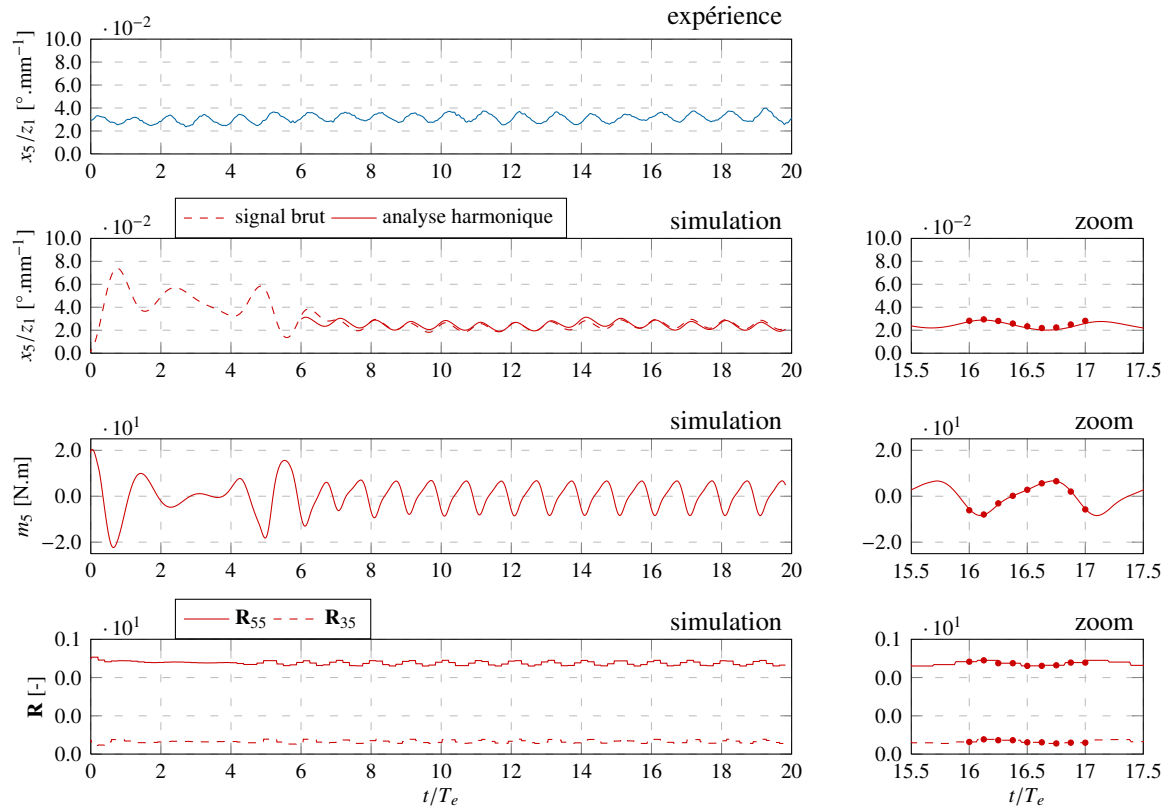 expérience
· 10⁻²
10.0
8.0
6.0
4.0
2.0
0.0
x₅/z₁ [°.mm⁻¹]
0 2 4 6 8 10 12 14 16 18 20
signal brut analyse harmonique
simulation
· 10⁻²
10.0
8.0
6.0
4.0
2.0
0.0
x₅/z₁ [°.mm⁻¹]
0 2 4 6 8 10 12 14 16 18 20
zoom
· 10⁻²
10.0
8.0
6.0
4.0
2.0
0.0
15.5 16 16.5 17 17.5
simulation
· 10¹
2.0
0.0
−2.0
m₅ [N.m]
0 2 4 6 8 10 12 14 16 18 20
zoom
· 10¹
2.0
0.0
−2.0
15.5 16 16.5 17 17.5
R₅₅ R₃₅
simulation
· 10¹
0.1
0.0
0.0
0.0
R [-]
0 2 4 6 8 10 12 14 16 18 20
t/Tₑ
zoom
· 10¹
0.1
0.0
0.0
0.0
15.5 16 16.5 17 17.5
t/Tₑ